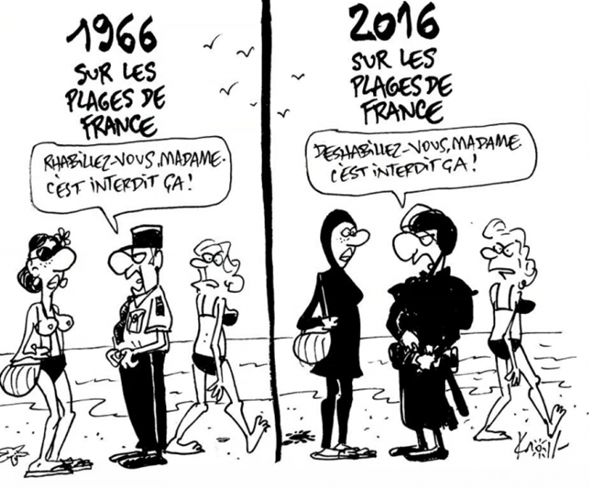 1966
SUR LES
PLAGES DE
FRANCE
RHABILLEZ-VOUS, MADAME.
C'EST INTERDIT ÇA!
2016
SUR LES
PLAGES DE
FRANCE
DESHABILLEZ-VOUS, MADAME
C'EST INTERDIT ÇA!
Kroll